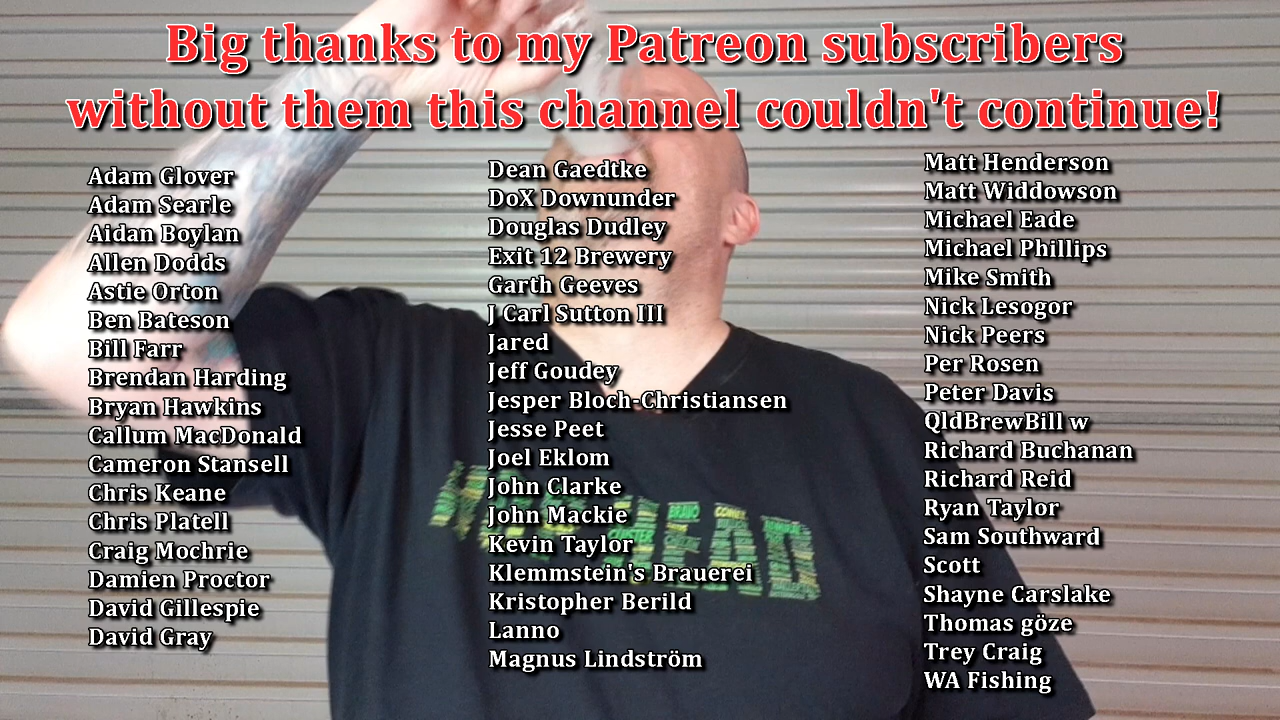 Big thanks to my Patreon subscribers
without them this channel couldn't continue!
Adam Glover
Adam Searle
Aidan Boylan
Allen Dodds
Astie Orton
Ben Bateson
Bill Farr
Brendan Harding
Bryan Hawkins
Callum MacDonald
Cameron Stansell
Chris Keane
Chris Platell
Craig Mochrie
Damien Proctor
David Gillespie
David Gray
Dean Gaedtke
DoX Downunder
Douglas Dudley
Exit 12 Brewery
Garth Geeves
J Carl Sutton III
Jared
Jeff Goudey
Jesper Bloch-Christiansen
Jesse Peet
Joel Eklom
John Clarke
John Mackie
Kevin Taylor
Klemmstein's Brauerei
Kristopher Berild
Lanno
Magnus Lindström
Matt Henderson
Matt Widdowson
Michael Eade
Michael Phillips
Mike Smith
Nick Lesogor
Nick Peers
Per Rosen
Peter Davis
QldBrewBill w
Richard Buchanan
Richard Reid
Ryan Taylor
Sam Southward
Scott
Shayne Carslake
Thomas göze
Trey Craig
WA Fishing
HOPHEAD
BRAVO
COMET